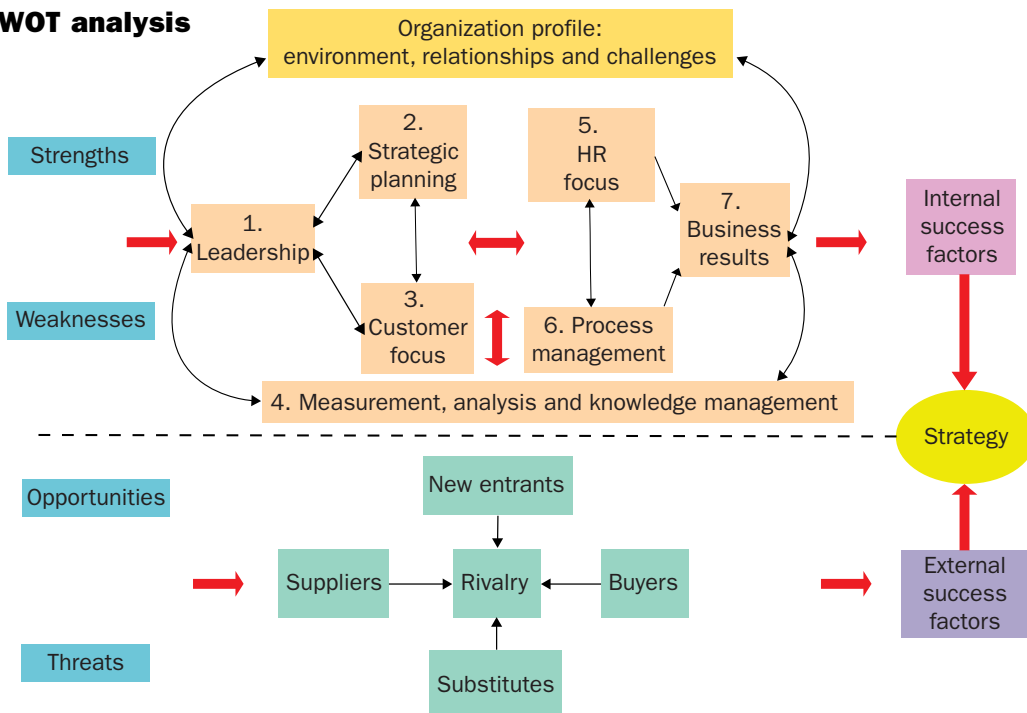 WOT analysis
Organization profile:
environment, relationships and challenges
Strengths
2.
Strategic
planning
5.
HR
focus
1.
Leadership
7.
Business
results
Internal
success
factors
Weaknesses
3.
Customer
focus
6. Process
management
4. Measurement, analysis and knowledge management
Strategy
Opportunities
New entrants
Suppliers
Rivalry
Buyers
External
success
factors
Threats
Substitutes